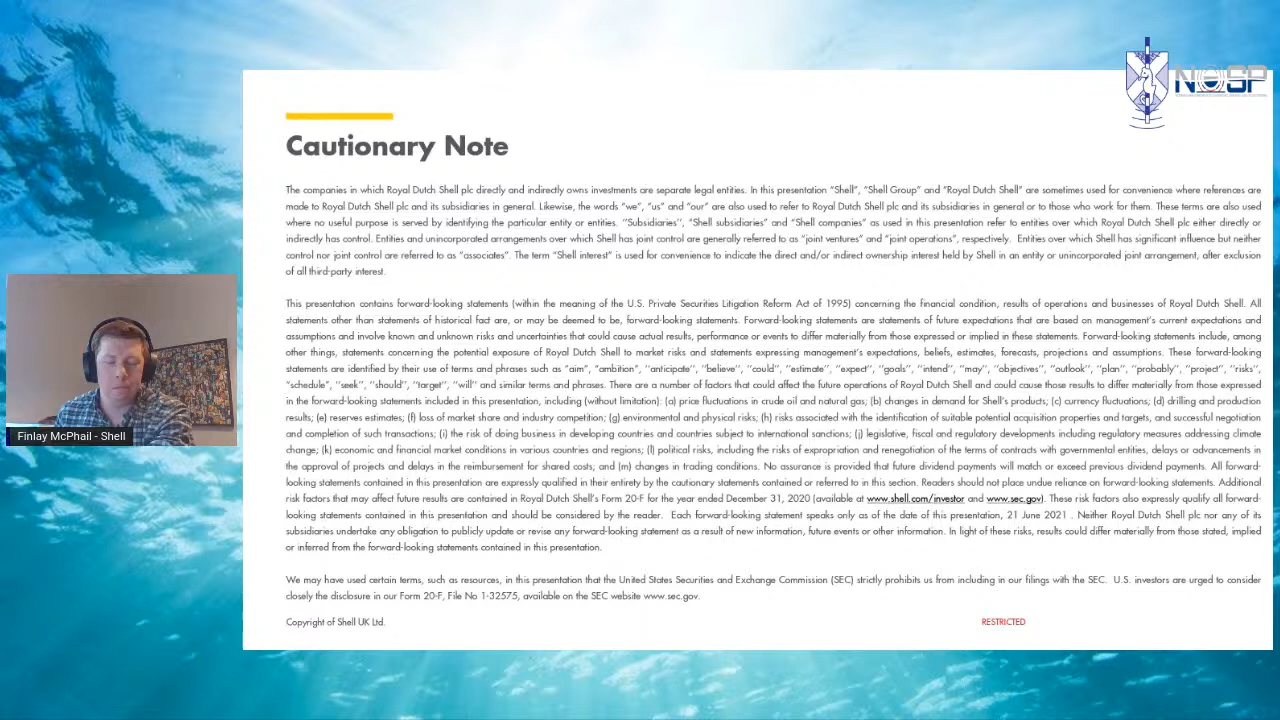 NOSP
Cautionary Note
The companies in which Royal Dutch Shell plc directly and indirectly owns investments are separate legal entities. In this presentation “Shell”, “Shell Group” and “Royal Dutch Shell” are sometimes used for convenience where references are
made to Royal Dutch Shell plc and its subsidiaries in general. Likewise, the words “we”, “us” and “our” are also used to refer to Royal Dutch Shell plc and its subsidiaries in general or to those who work for them. These terms are also used
where no useful purpose is served by identifying the particular entity or entities. ‘‘Subsidiaries’’, “Shell subsidiaries” and “Shell companies” as used in this presentation refer to entities over which Royal Dutch Shell plc either directly or
indirectly has control. Entities and unincorporated arrangements over which Shell has joint control are generally referred to as “joint ventures” and “joint operations”, respectively. Entities over which Shell has significant influence but neither
control nor joint control are referred to as “associates”. The term “Shell interest” is used for convenience to indicate the direct and/or indirect ownership interest held by Shell in an entity or unincorporated joint arrangement, after exclusion
of all third-party interest.
This presentation contains forward-looking statements (within the meaning of the U.S. Private Securities Litigation Reform Act of 1995) concerning the financial condition, results of operations and businesses of Royal Dutch Shell. All
statements other than statements of historical fact are, or may be deemed to be, forward-looking statements. Forward-looking statements are statements of future expectations that are based on management’s current expectations and
assumptions and involve known and unknown risks and uncertainties that could cause actual results, performance or events to differ materially from those expressed or implied in these statements. Forward-looking statements include, among
other things, statements concerning the potential exposure of Royal Dutch Shell to market risks and statements expressing management’s expectations, beliefs, estimates, forecasts, projections and assumptions. These forward-looking
statements are identified by their use of terms and phrases such as “aim”, “ambition”, ‘‘anticipate’’, ‘‘believe’’, ‘‘could’’, ‘‘estimate’’, ‘‘expect’’, ‘‘goals’’, ‘‘intend’’, ‘‘may’’, ‘‘objectives’’, ‘‘outlook’’, ‘‘plan’’, ‘‘probably’’, ‘‘project’’, ‘‘risks’’,
“schedule”, ‘‘seek’’, ‘‘should’’, ‘‘target’’, ‘‘will’’ and similar terms and phrases. There are a number of factors that could affect the future operations of Royal Dutch Shell and could cause those results to differ materially from those expressed
in the forward-looking statements included in this presentation, including (without limitation): (a) price fluctuations in crude oil and natural gas; (b) changes in demand for Shell’s products; (c) currency fluctuations; (d) drilling and production
results; (e) reserves estimates; (f) loss of market share and industry competition; (g) environmental and physical risks; (h) risks associated with the identification of suitable potential acquisition properties and targets, and successful negotiation
and completion of such transactions; (i) the risk of doing business in developing countries and countries subject to international sanctions; (j) legislative, fiscal and regulatory developments including regulatory measures addressing climate
change; (k) economic and financial market conditions in various countries and regions; (l) political risks, including the risks of expropriation and renegotiation of the terms of contracts with governmental entities, delays or advancements in
the approval of projects and delays in the reimbursement for shared costs; and (m) changes in trading conditions. No assurance is provided that future dividend payments will match or exceed previous dividend payments. All forward-
looking statements contained in this presentation are expressly qualified in their entirety by the cautionary statements contained or referred to in this section. Readers should not place undue reliance on forward-looking statements. Additional
risk factors that may affect future results are contained in Royal Dutch Shell’s Form 20-F for the year ended December 31, 2020 (available at www.shell.com/investor and www.sec.gov). These risk factors also expressly qualify all forward-
looking statements contained in this presentation and should be considered by the reader. Each forward-looking statement speaks only as of the date of this presentation, 21 June 2021 . Neither Royal Dutch Shell plc nor any of its
subsidiaries undertake any obligation to publicly update or revise any forward-looking statement as a result of new information, future events or other information. In light of these risks, results could differ materially from those stated, implied
or inferred from the forward-looking statements contained in this presentation.
We may have used certain terms, such as resources, in this presentation that the United States Securities and Exchange Commission (SEC) strictly prohibits us from including in our filings with the SEC. U.S. investors are urged to consider
closely the disclosure in our Form 20-F, File No 1-32575, available on the SEC website www.sec.gov.
Copyright of Shell UK Ltd.
RESTRICTED
Finlay McPhail - Shell